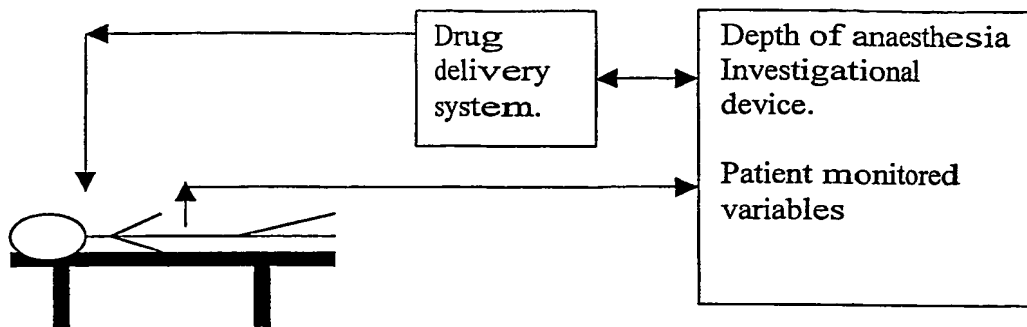 Drug
delivery
system.
Depth of anaesthesia
Investigational
device.
Patient monitored
variables